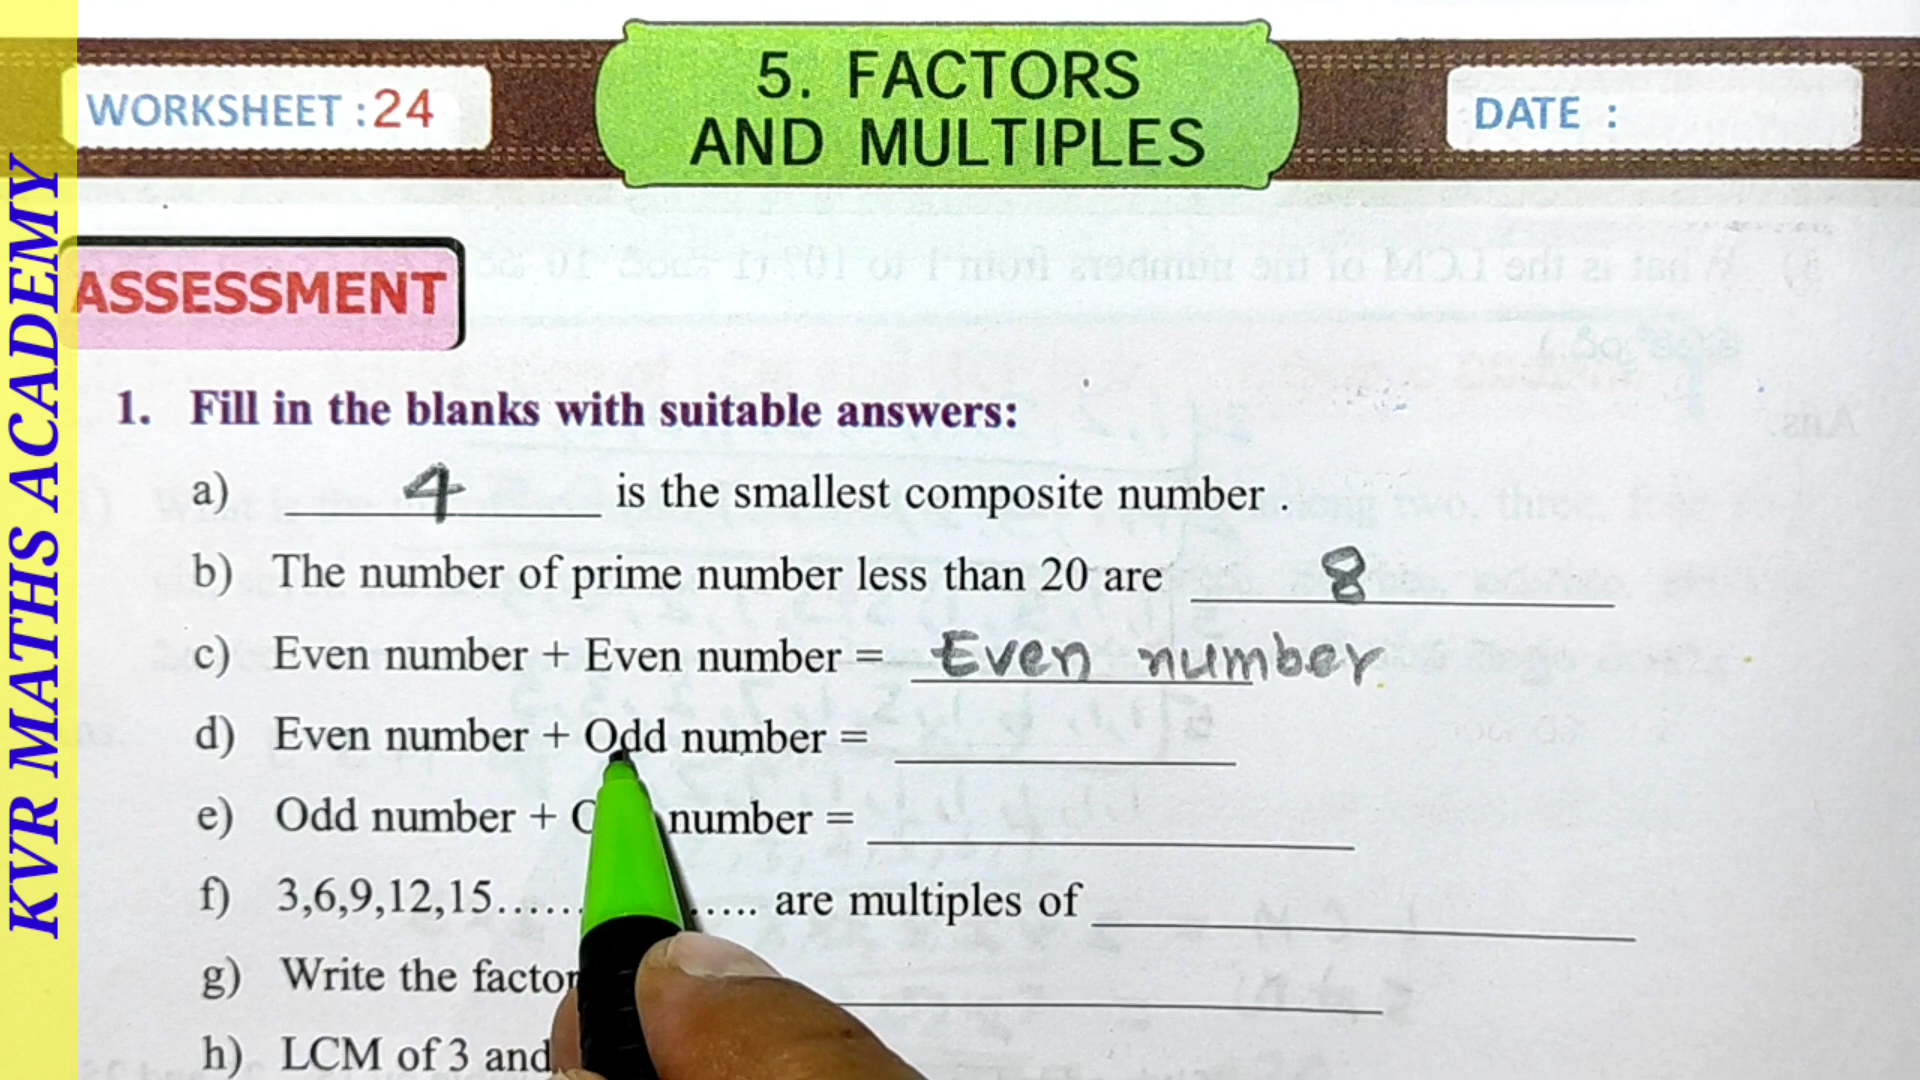 KVR MATHS ACADEMY
WORKSHEET : 24
5. FACTORS
AND MULTIPLES
DATE :
ASSESSMENT
1. Fill in the blanks with suitable answers:
a) 4 is the smallest composite number .
b) The number of prime number less than 20 are 8
c) Even number + Even number = Even number
d) Even number + Odd number =
e) Odd number + number =
f) 3,6,9,12,15........... are multiples of
g) Write the
h) LCM of 3 and